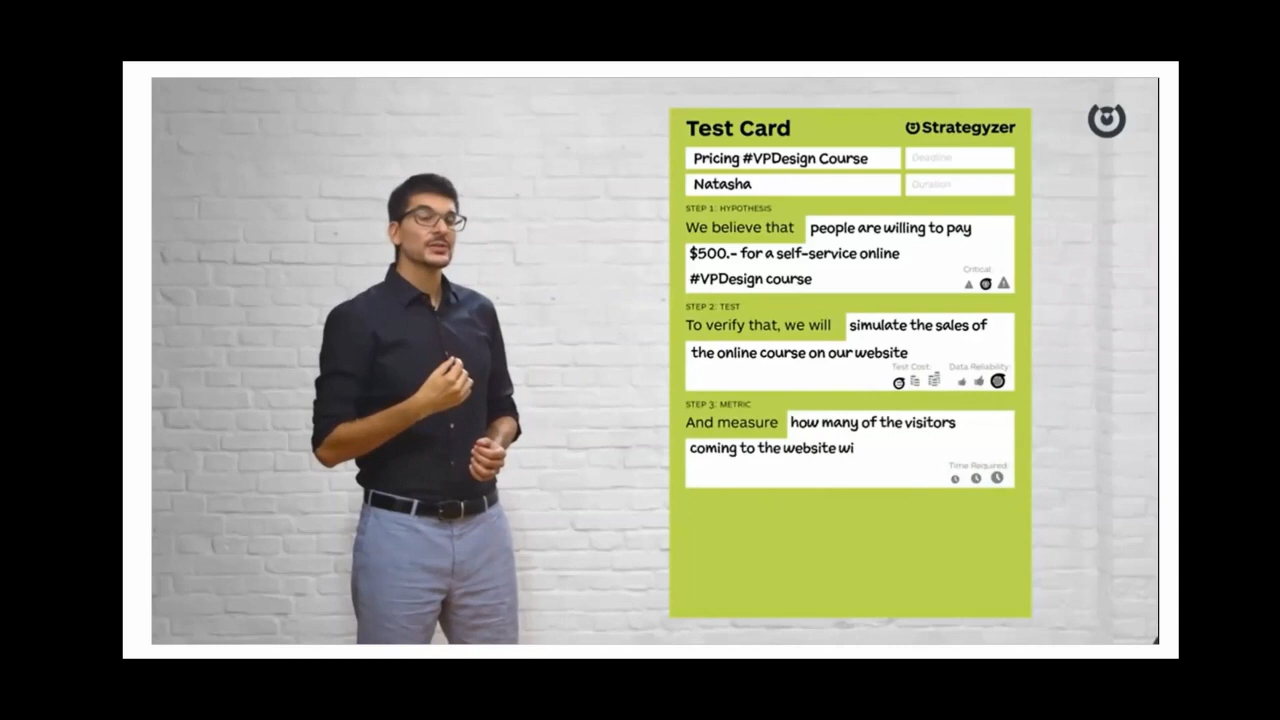 Test Card
Strategyzer
Pricing #VPDesign Course
Deadline
Natasha
Duration
STEP 1: HYPOTHESIS
We believe that people are willing to pay
$500.- for a self-service online
#VPDesign course
Critical:
STEP 2: TEST
To verify that, we will simulate the sales of
the online course on our website
Test Cost: Data Reliability:
STEP 3: METRIC
And measure how many of the visitors
coming to the website wi
Time Required: